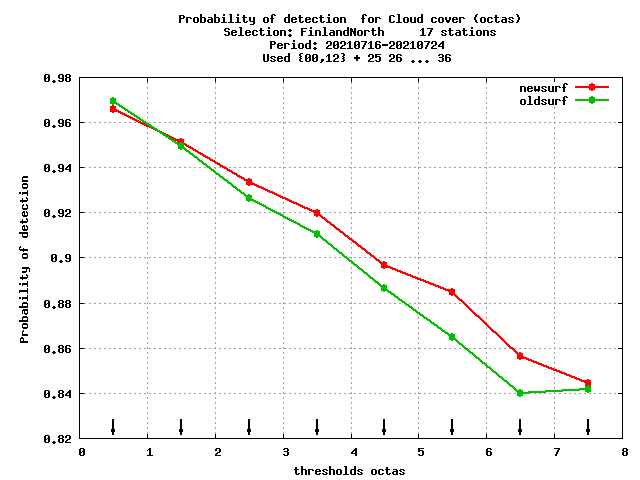 Probability of detection  for Cloud cover (octas)
Selection: FinlandNorth     17 stations
Period: 20210716-20210724
Used {00,12} + 25 26 ... 36
newsurf
oldsurf
Probability of detection
0.98
0.96
0.94
0.92
0.9
0.88
0.86
0.84
0.82
0 1 2 3 4 5 6 7 8
thresholds octas